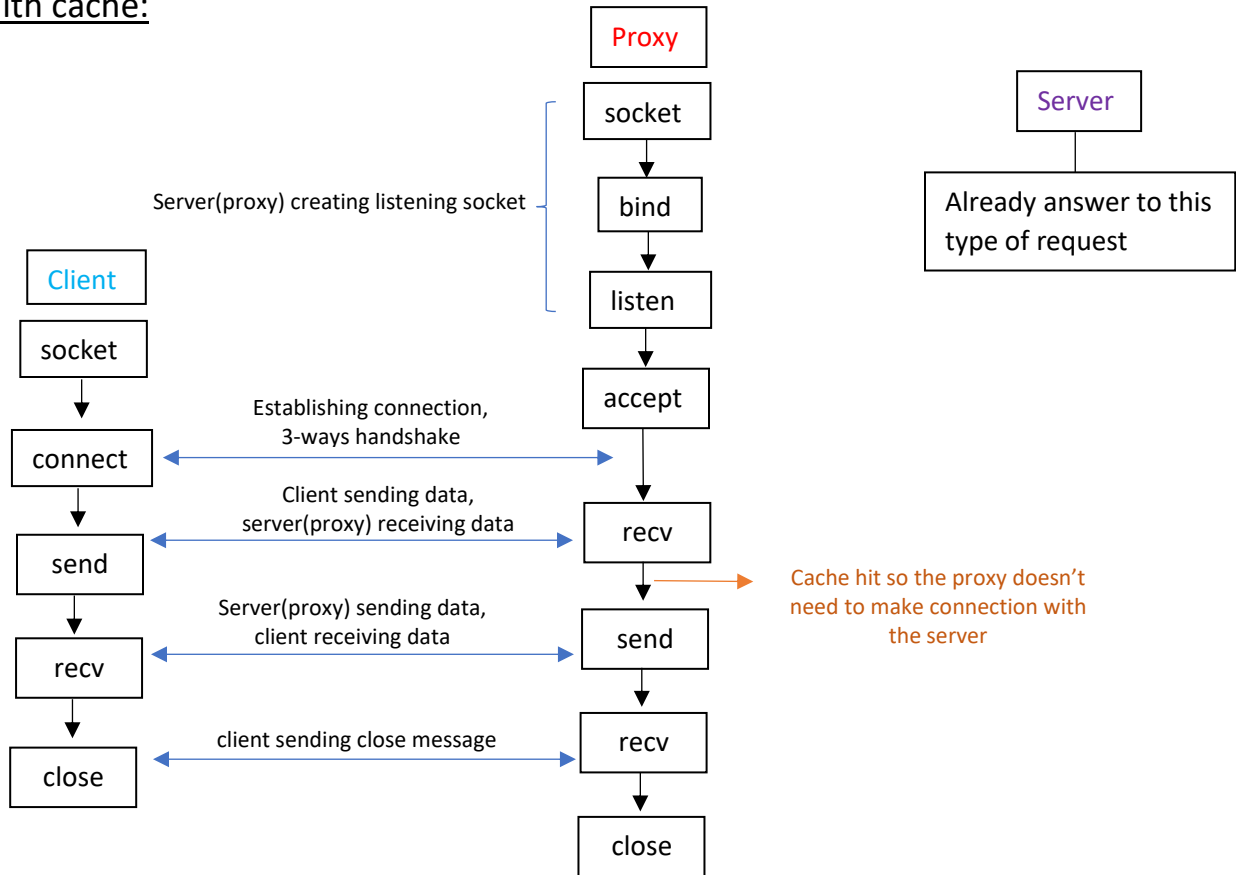 ith cache:
Proxy
socket
Server
Server(proxy) creating listening socket
bind
Already answer to this
type of request
Client
listen
socket
accept
Establishing connection,
3-ways handshake
connect
Client sending data,
server(proxy) receiving data
recv
send
Cache hit so the proxy doesn’t
need to make connection with
the server
Server(proxy) sending data,
client receiving data
send
recv
client sending close message
recv
close
close